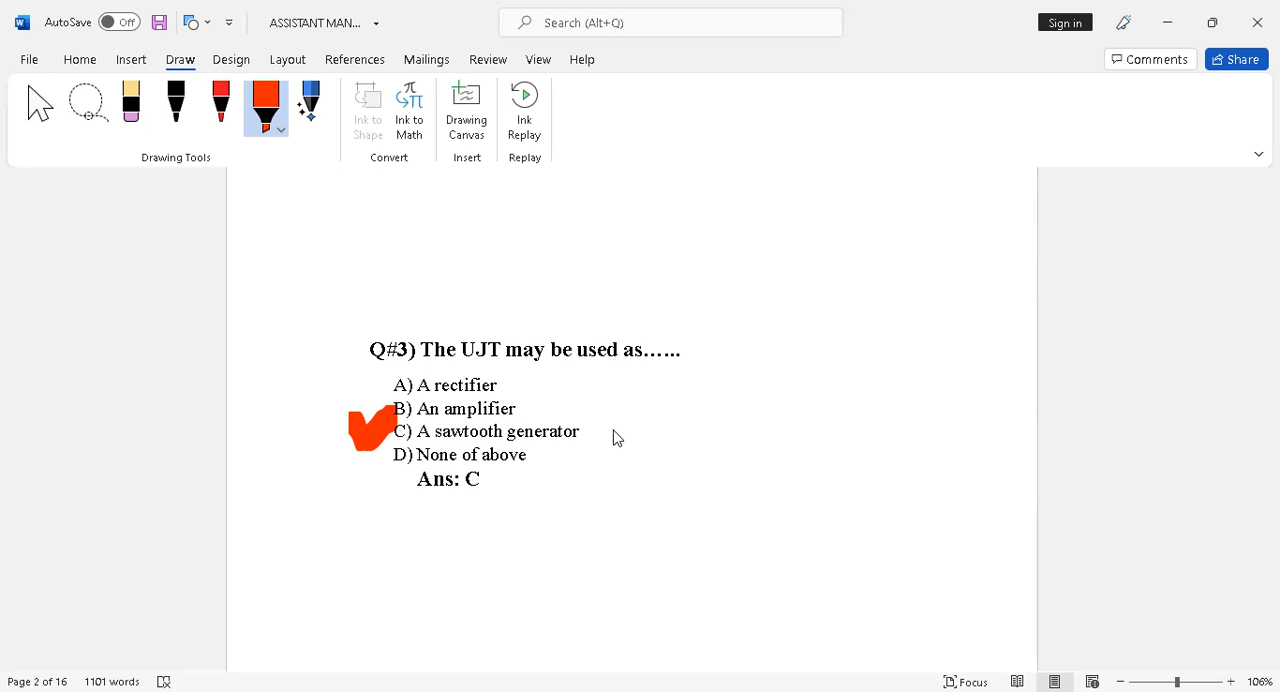 AutoSave Off ASSISTANT MAN... Search (Alt+Q) Sign in
File Home Insert Draw Design Layout References Mailings Review View Help Comments Share
Ink to Shape
Ink to Math
Drawing Canvas
Ink Replay
Drawing Tools Convert Insert Replay
Q#3) The UJT may be used as…...
A) A rectifier
B) An amplifier
C) A sawtooth generator
D) None of above
Ans: C
Page 2 of 16 1101 words Focus 106%